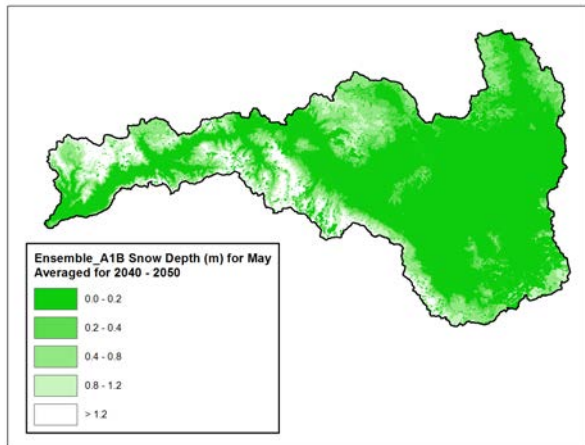 Ensemble_A1B Snow Depth (m) for May
Averaged for 2040 - 2050
0.0 - 0.2
0.2 - 0.4
0.4 - 0.8
0.8 - 1.2
> 1.2